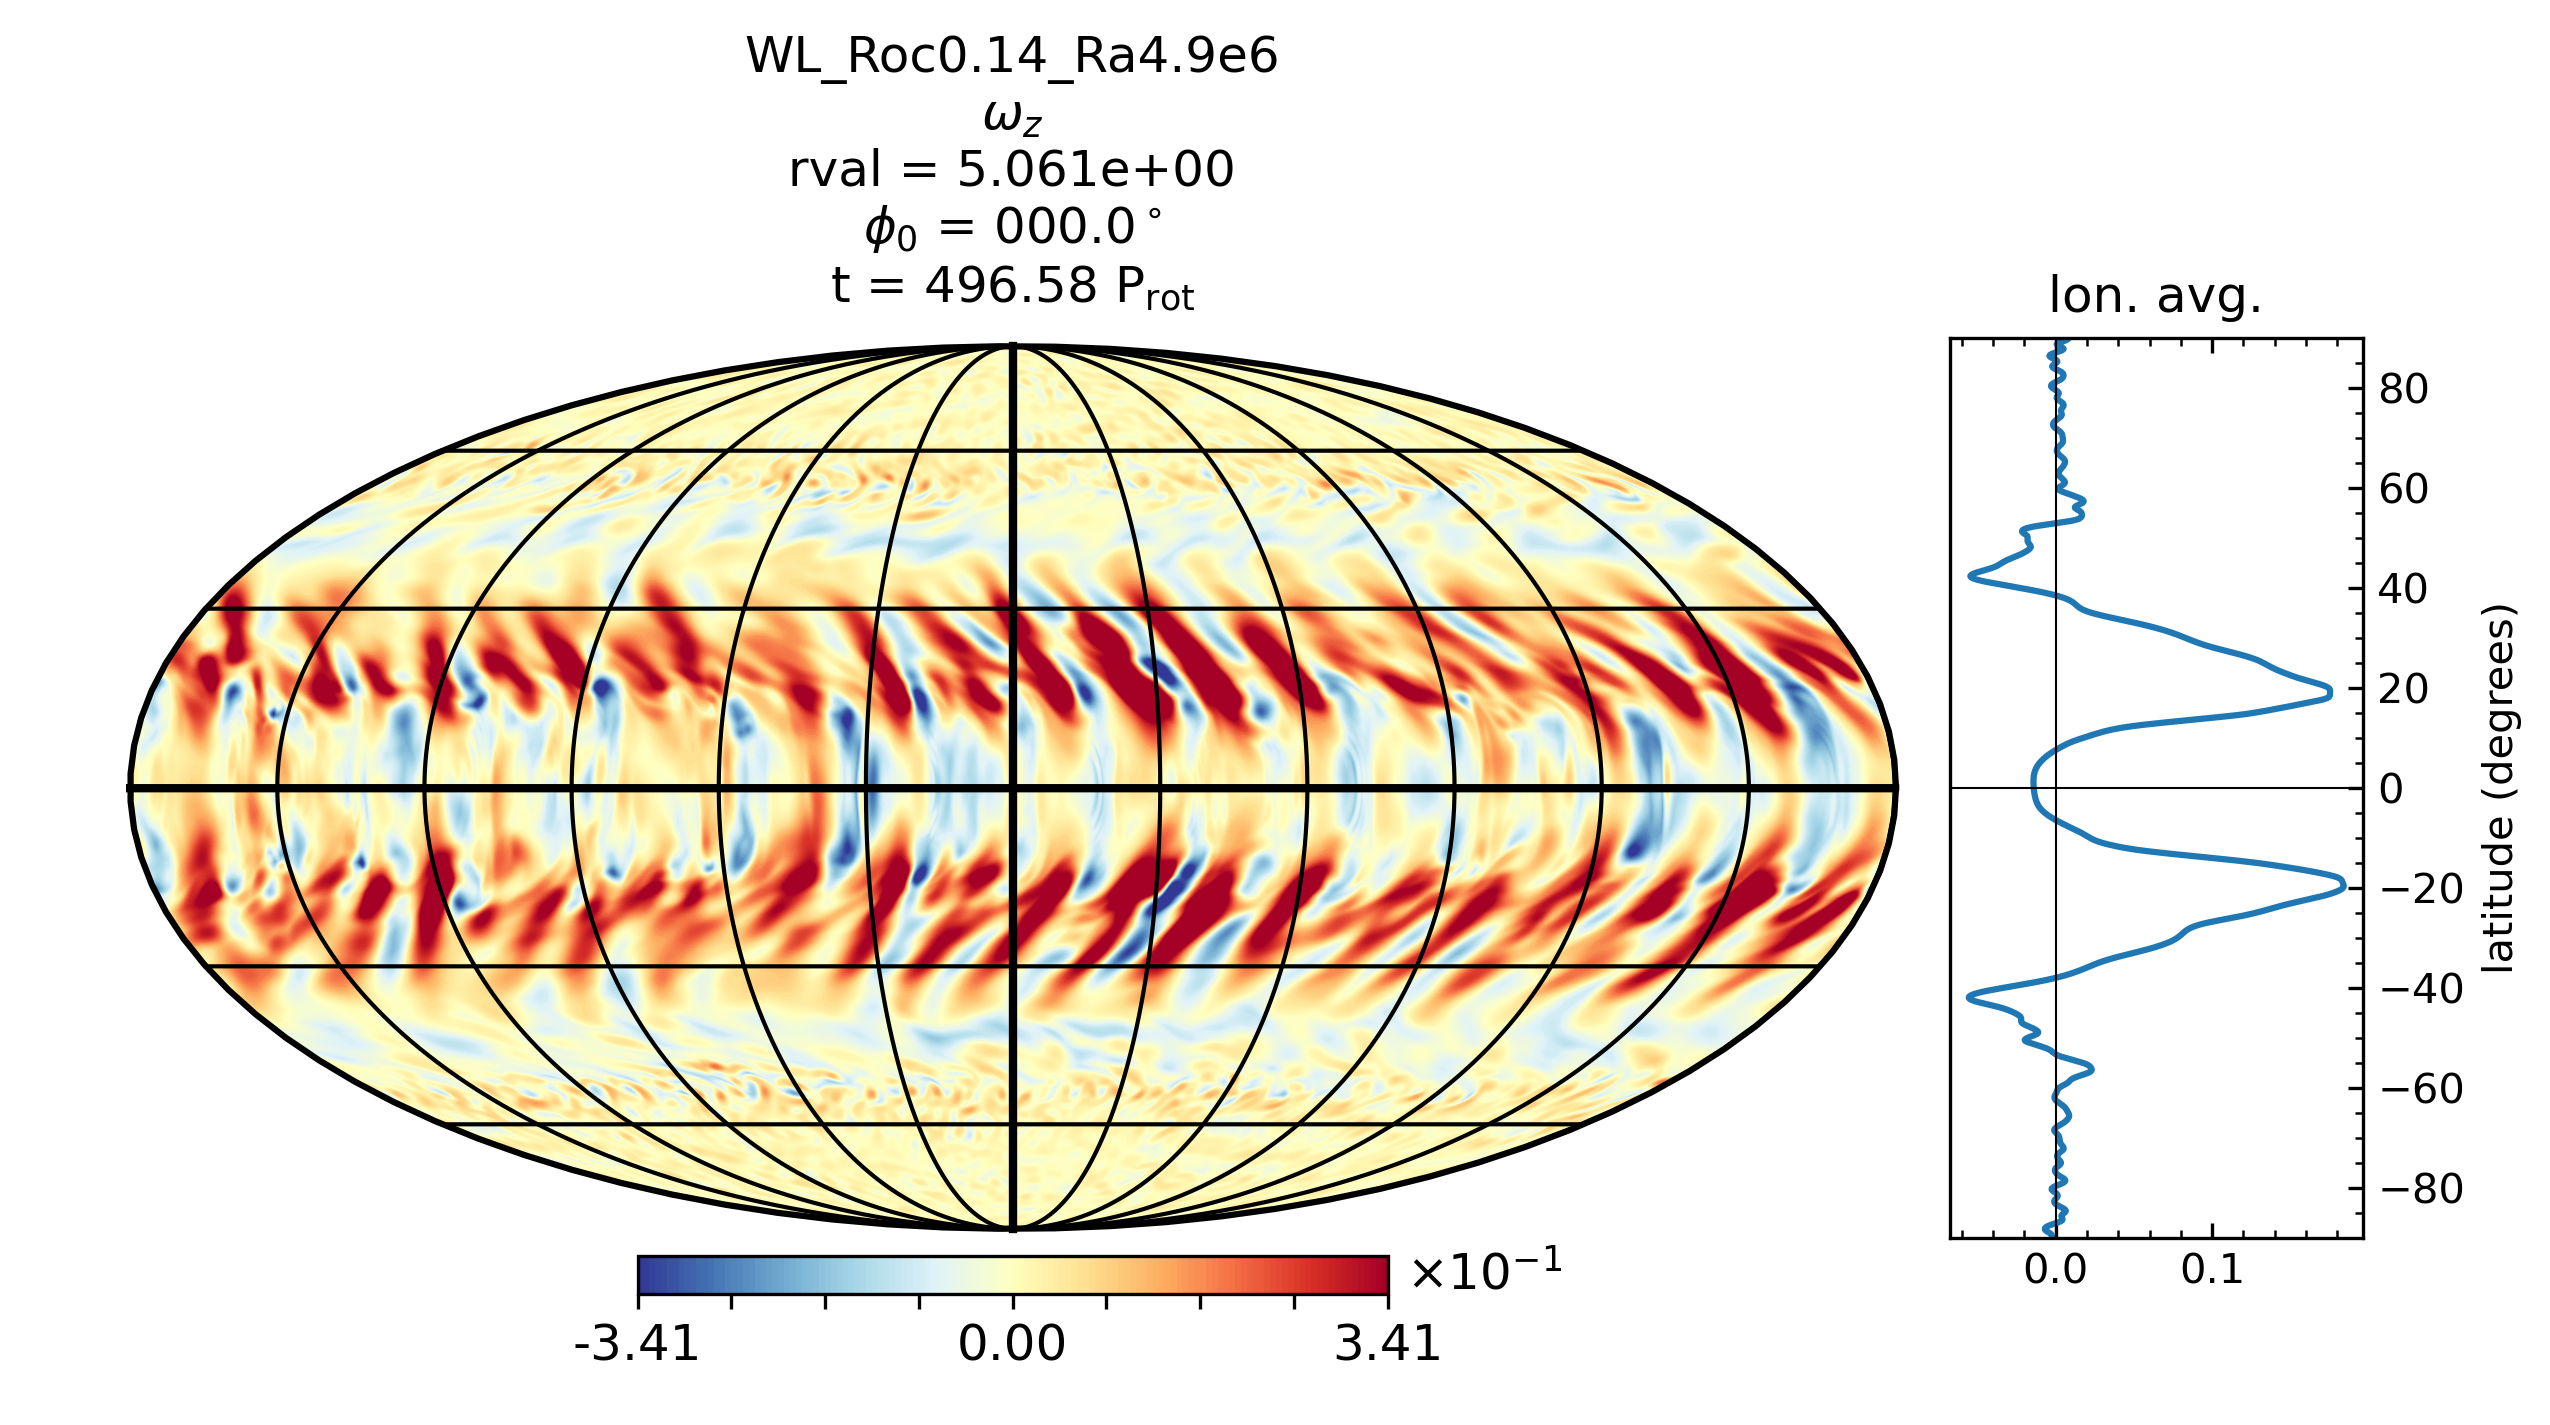 WL_Roc0.14_Ra4.9e6
ω_z
rval = 5.061e+00
ϕ_0 = 000.0°
t = 496.58 P_rot
lon. avg.
80
60
40
20
0
−20
−40
−60
−80
latitude (degrees)
0.0 0.1
×10^{−1}
-3.41 0.00 3.41